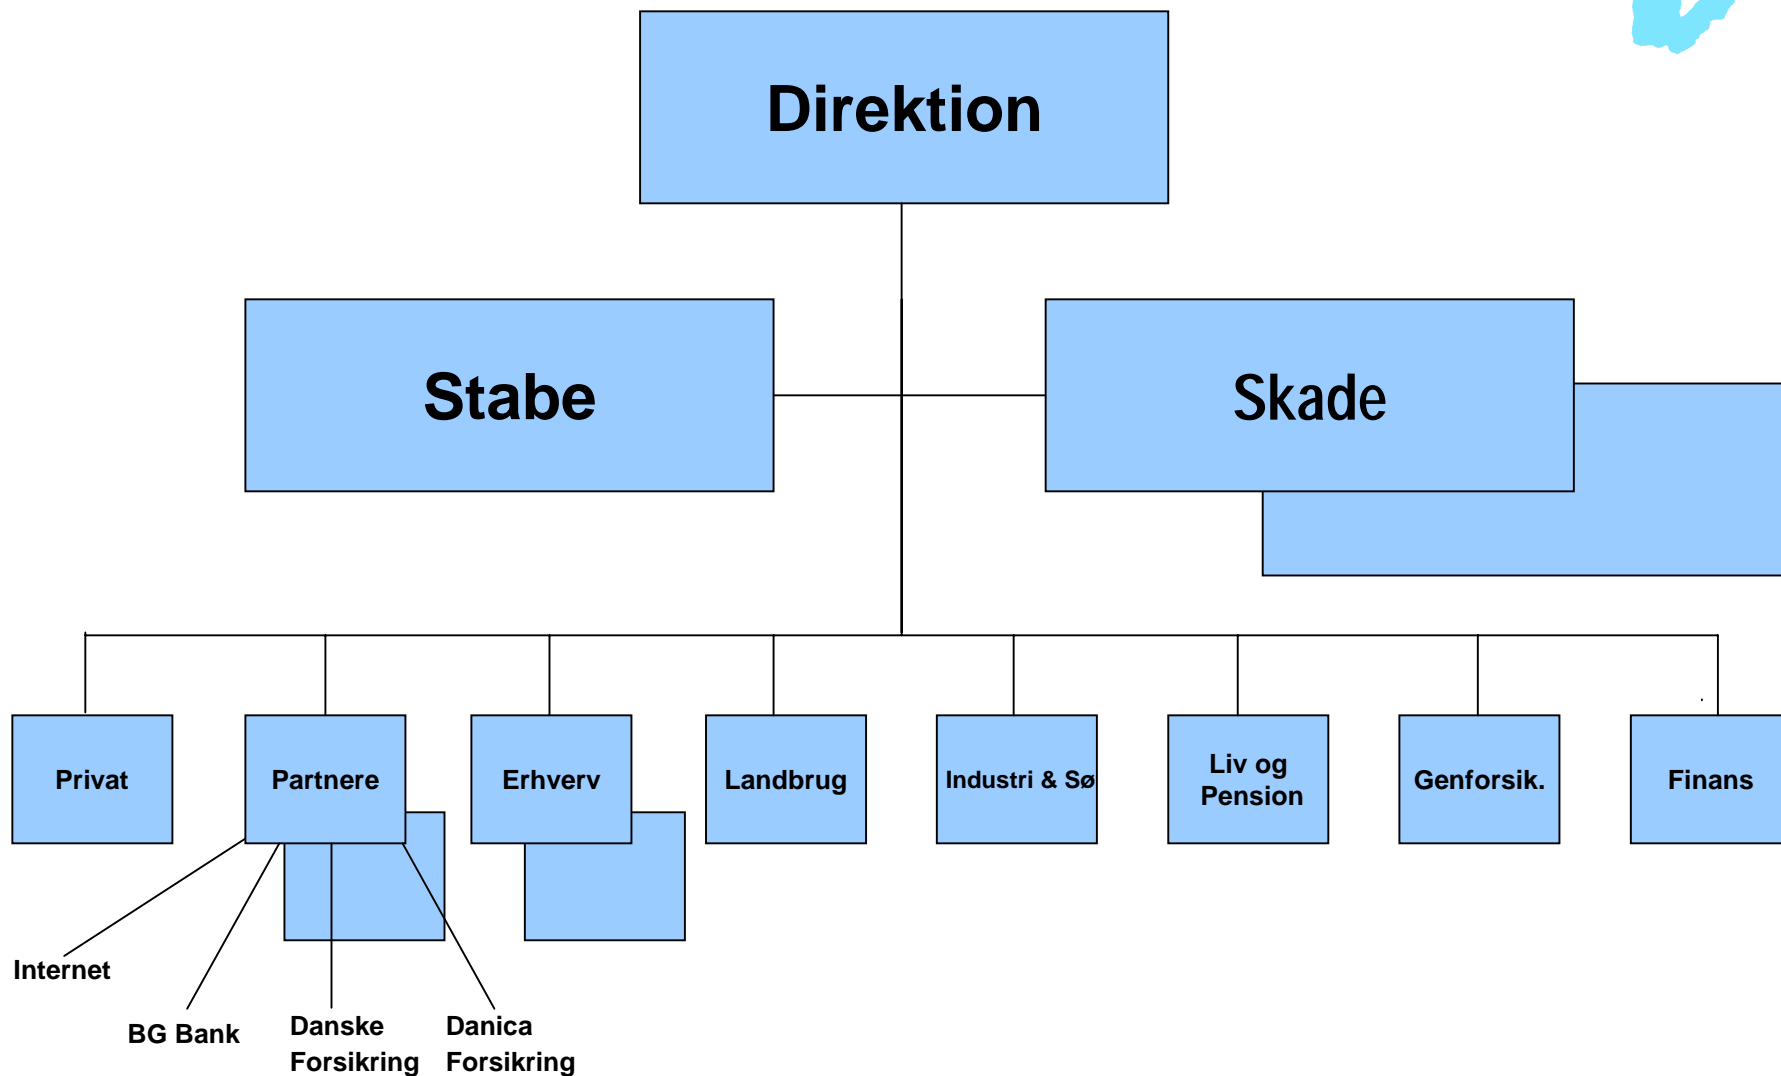 Direktion
Stabe
Skade
Privat
Partnere
Erhverv
Landbrug
Industri & Sø
Liv og
Pension
Genforsik.
Finans
Internet
BG Bank
Danske
Forsikring
Danica
Forsikring